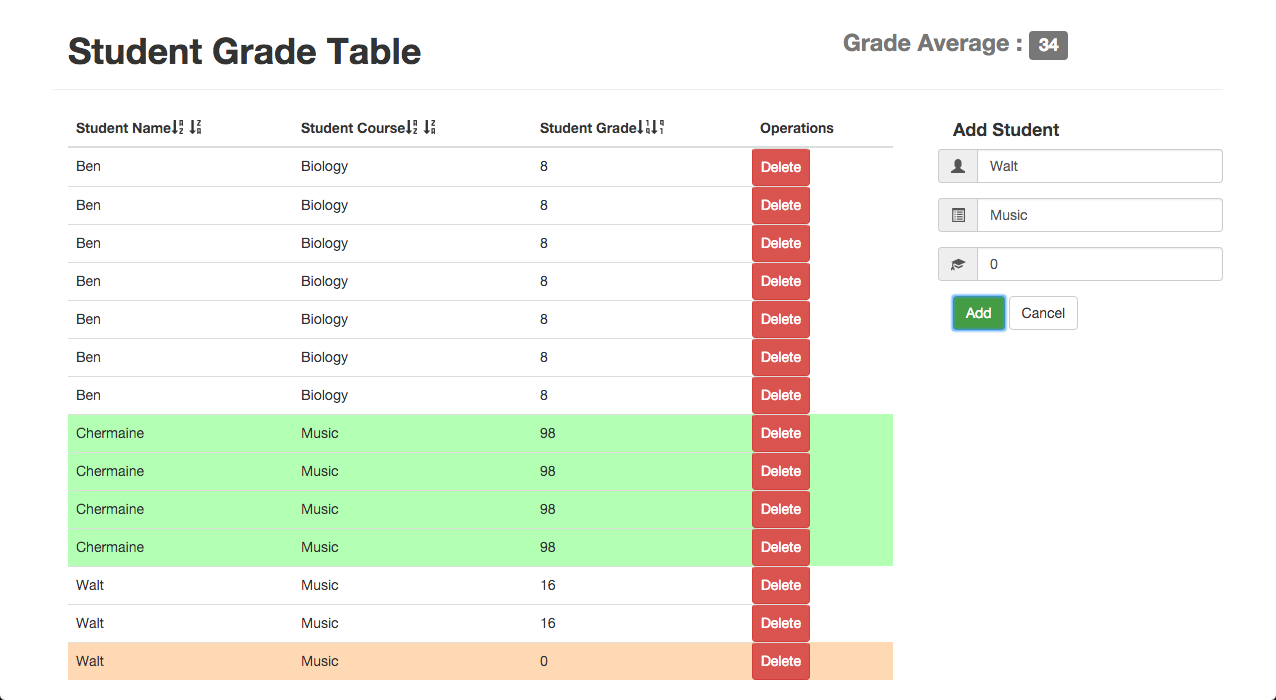 Student Grade Table
Grade Average : 34
Student Name Student Course Student Grade Operations
Ben Biology 8 Delete
Ben Biology 8 Delete
Ben Biology 8 Delete
Ben Biology 8 Delete
Ben Biology 8 Delete
Ben Biology 8 Delete
Ben Biology 8 Delete
Chermaine Music 98 Delete
Chermaine Music 98 Delete
Chermaine Music 98 Delete
Chermaine Music 98 Delete
Walt Music 16 Delete
Walt Music 16 Delete
Walt Music 0 Delete
Add Student
Walt
Music
0
Add Cancel